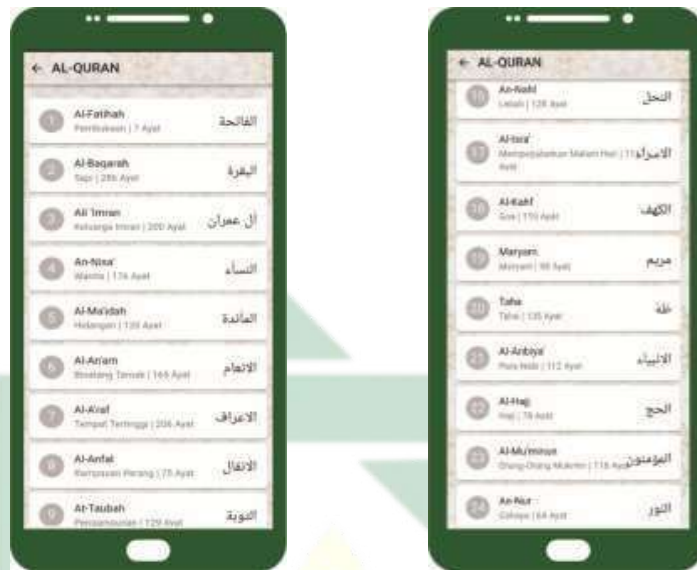 ← AL-QURAN
1 Al-Fatihah الفاتحة
Pembukaan | 7 Ayat
2 Al-Baqarah البقرة
Sapi | 286 Ayat
3 Ali 'Imran آل عمران
Keluarga Imran | 200 Ayat
4 An-Nisa' النسآء
Wanita | 176 Ayat
5 Al-Ma'idah المآئدة
Hidangan | 120 Ayat
6 Al-An'am الانعام
Binatang Ternak | 165 Ayat
7 Al-A'raf الاعراف
Tempat Tertinggi | 206 Ayat
8 Al-Anfal الانفال
Rampasan Perang | 75 Ayat
9 At-Taubah التوبة
Pengampunan | 129 Ayat
← AL-QURAN
16 An-Nahl النحل
Lebah | 128 Ayat
17 Al-Isra' الاسراء
Memperjalankan Malam Hari | 11
Ayat
18 Al-Kahf الكهف
Goa | 110 Ayat
19 Maryam مريم
Maryam | 98 Ayat
20 Taha طه
Taha | 135 Ayat
21 Al-Anbiya' الانبياء
Para Nabi | 112 Ayat
22 Al-Hajj الحج
Haji | 78 Ayat
23 Al-Mu'minun المؤمنون
Orang-Orang Mukmin | 118 Ayat
24 An-Nur النور
Cahaya | 64 Ayat